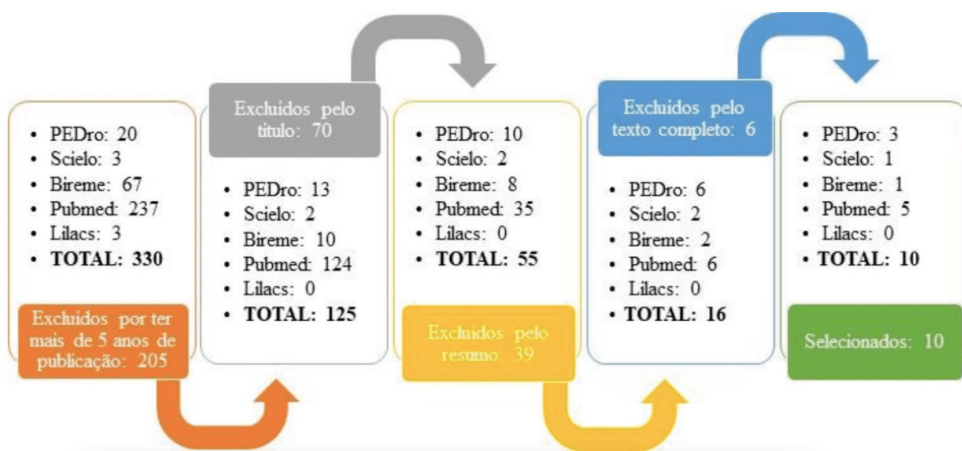 • PEDro: 20
• Scielo: 3
• Bireme: 67
• Pubmed: 237
• Lilacs: 3
• TOTAL: 330
Excluídos por ter
mais de 5 anos de
publicação: 205
Excluídos pelo
título: 70
• PEDro: 13
• Scielo: 2
• Bireme: 10
• Pubmed: 124
• Lilacs: 0
• TOTAL: 125
• PEDro: 10
• Scielo: 2
• Bireme: 8
• Pubmed: 35
• Lilacs: 0
• TOTAL: 55
Excluídos pelo
resumo: 39
Excluídos pelo
texto completo: 6
• PEDro: 6
• Scielo: 2
• Bireme: 2
• Pubmed: 6
• Lilacs: 0
• TOTAL: 16
• PEDro: 3
• Scielo: 1
• Bireme: 1
• Pubmed: 5
• Lilacs: 0
• TOTAL: 10
Selecionados: 10